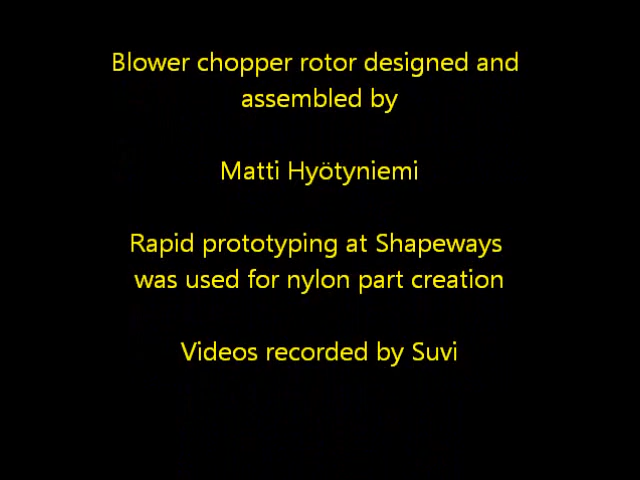 Blower chopper rotor designed and
assembled by
Matti Hyötyniemi
Rapid prototyping at Shapeways
was used for nylon part creation
Videos recorded by Suvi